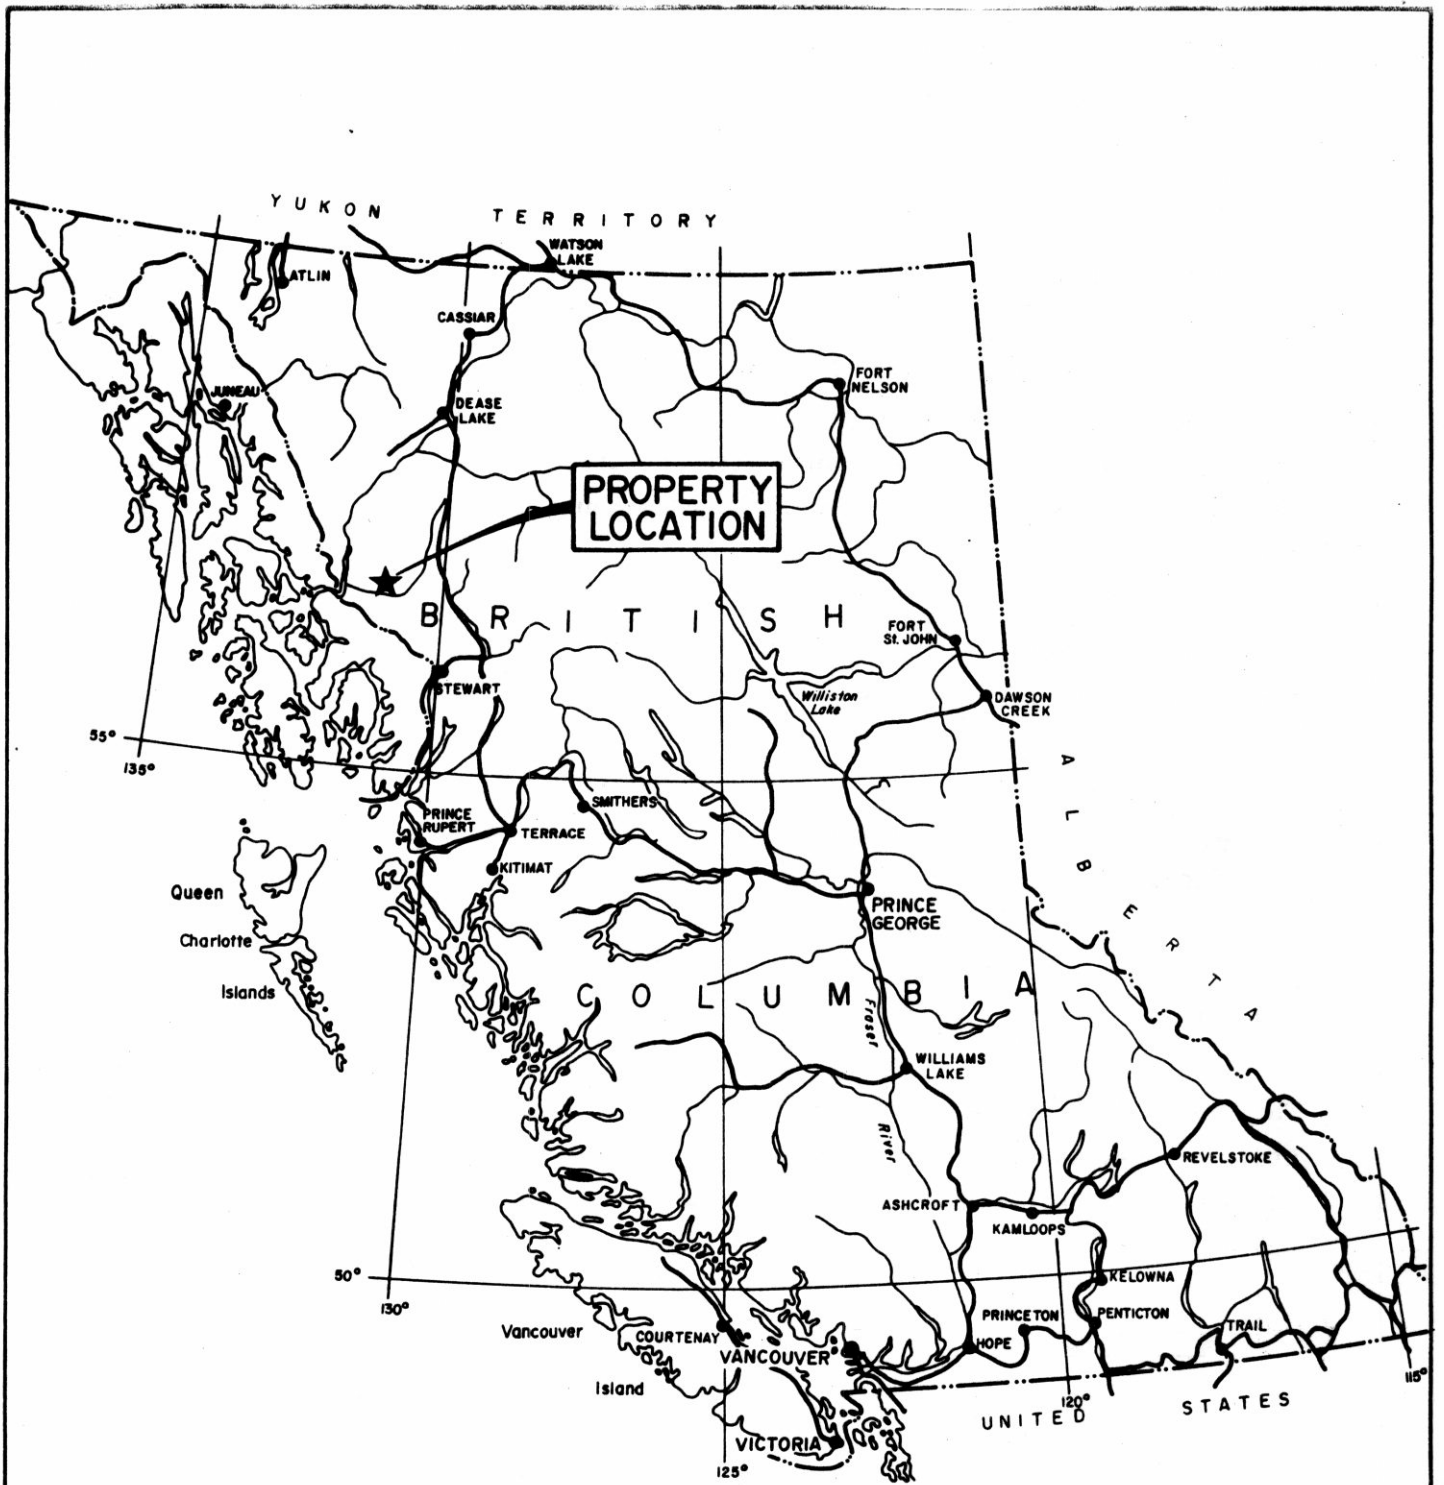 YUKON TERRITORY
WATSON
LAKE
ATLIN
CASSIAR
JUNEAU
FORT
NELSON
DEASE
LAKE
PROPERTY
LOCATION
BRITISH
FORT
St. JOHN
STEWART
Williston
Lake
DAWSON
CREEK
55°
135°
ALBERTA
PRINCE
RUPERT
SMITHERS
TERRACE
KITIMAT
Queen
Charlotte
Islands
PRINCE
GEORGE
COLUMBIA
Fraser
River
WILLIAMS
LAKE
REVELSTOKE
ASHCROFT
KAMLOOPS
50°
130°
KELOWNA
PRINCETON
PENTICTON
Vancouver
Island
COURTENAY
VANCOUVER
HOPE
TRAIL
115°
120°
UNITED STATES
VICTORIA
125°